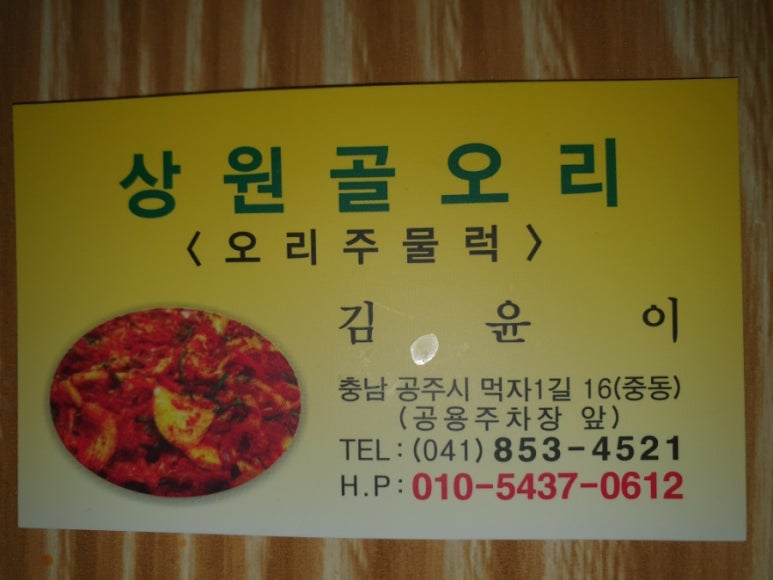 상원골오리
<오리주물럭>
김 윤 이
충남 공주시 먹자1길 16(중동)
(공용주차장 앞)
TEL : (041) 853-4521
H.P : 010-5437-0612